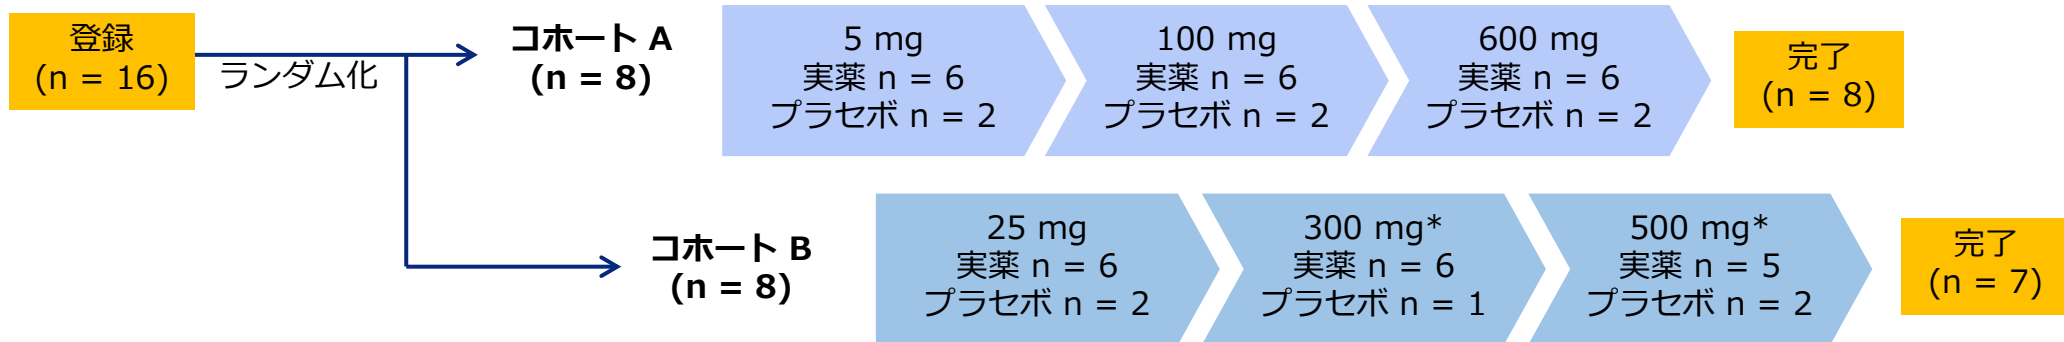 登録
(n = 16)
ランダム化
コホート A
(n = 8)
5 mg
実薬 n = 6
プラセボ n = 2
100 mg
実薬 n = 6
プラセボ n = 2
600 mg
実薬 n = 6
プラセボ n = 2
完了
(n = 8)
コホート B
(n = 8)
25 mg
実薬 n = 6
プラセボ n = 2
300 mg*
実薬 n = 6
プラセボ n = 1
500 mg*
実薬 n = 5
プラセボ n = 2
完了
(n = 7)